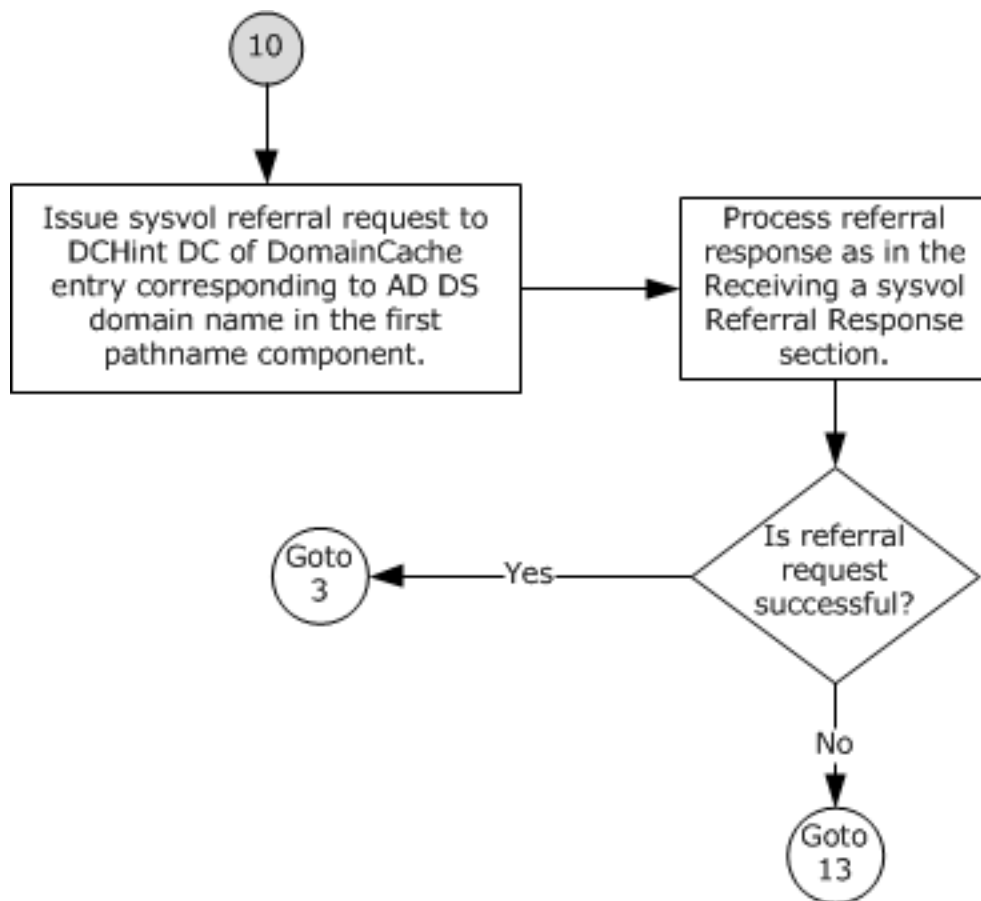 10
Issue sysvol referral request to
DCHint DC of DomainCache
entry corresponding to AD DS
domain name in the first
pathname component.
Process referral
response as in the
Receiving a sysvol
Referral Response
section.
Is referral
request
successful?
Yes
Goto
3
No
Goto
13